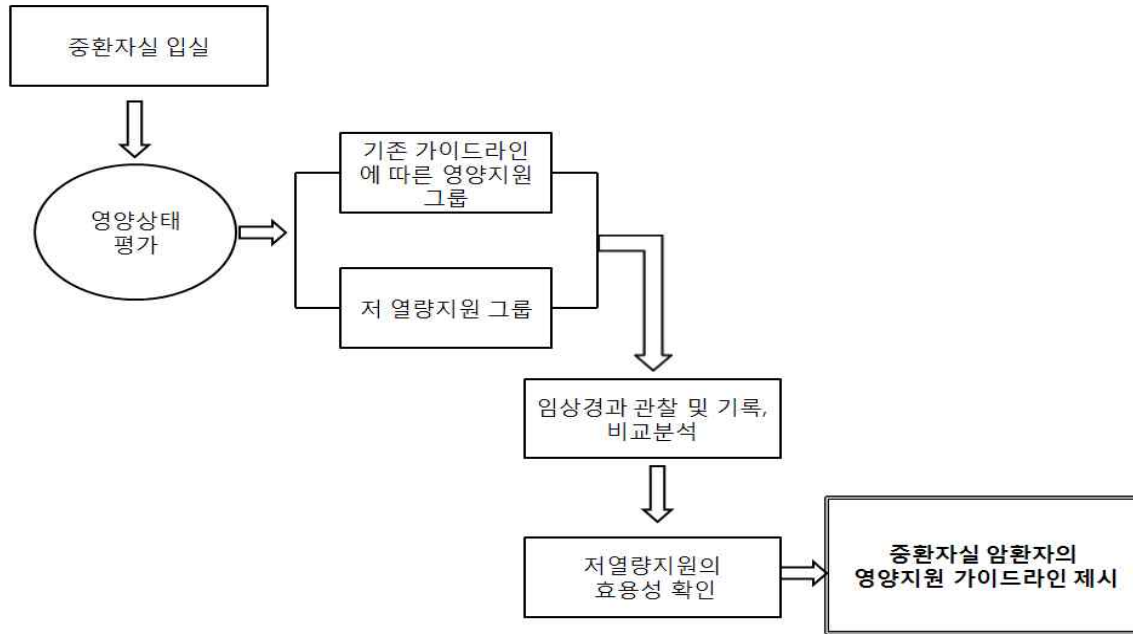 중환자실 입실
영양상태
평가
기존 가이드라인
에 따른 영양지원
그룹
저 열량지원 그룹
임상경과 관찰 및 기록,
비교분석
저열량지원의
효용성 확인
중환자실 암환자의
영양지원 가이드라인 제시